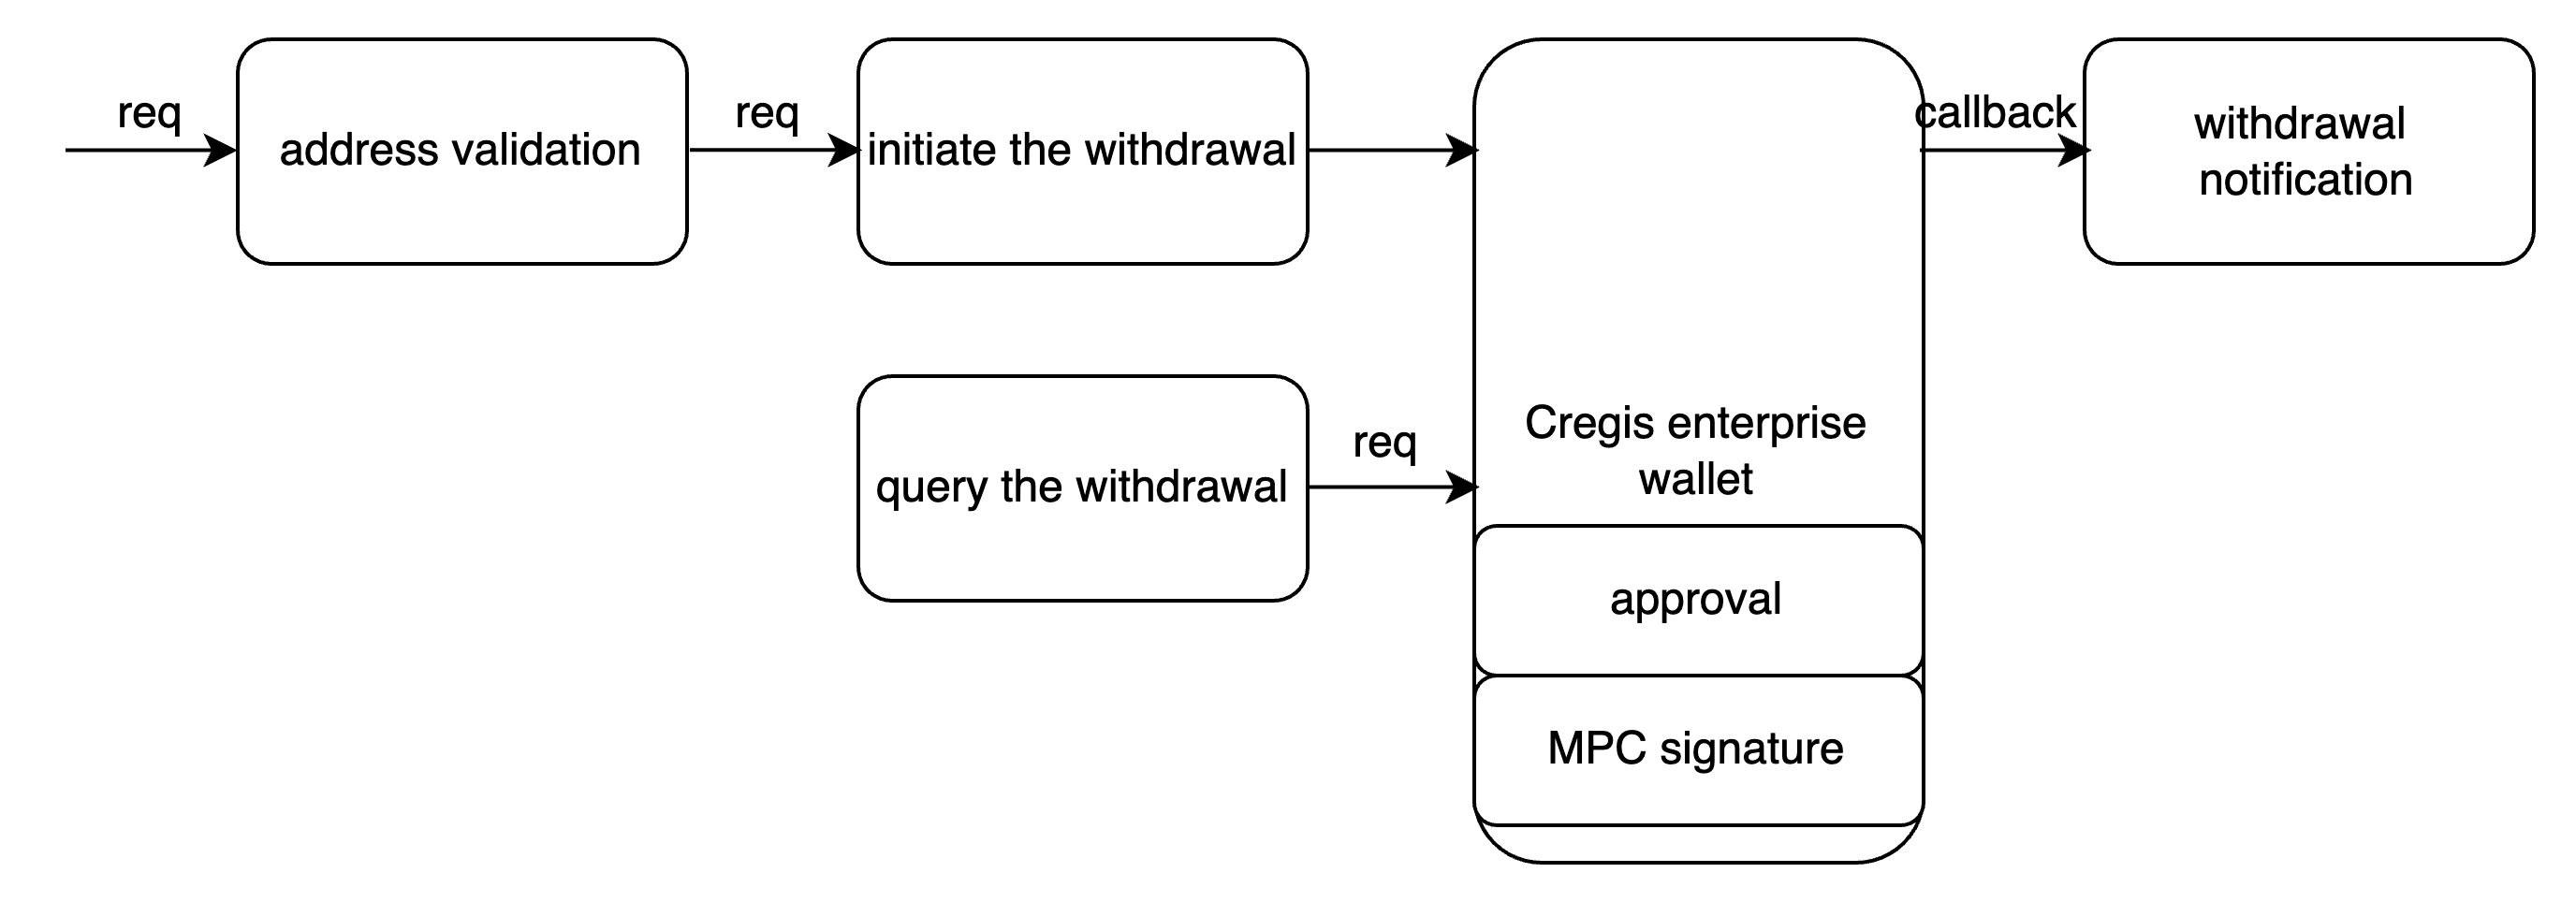 req
address validation
req
initiate the withdrawal
callback
withdrawal
notification
query the withdrawal
req
Cregis enterprise
wallet
approval
MPC signature